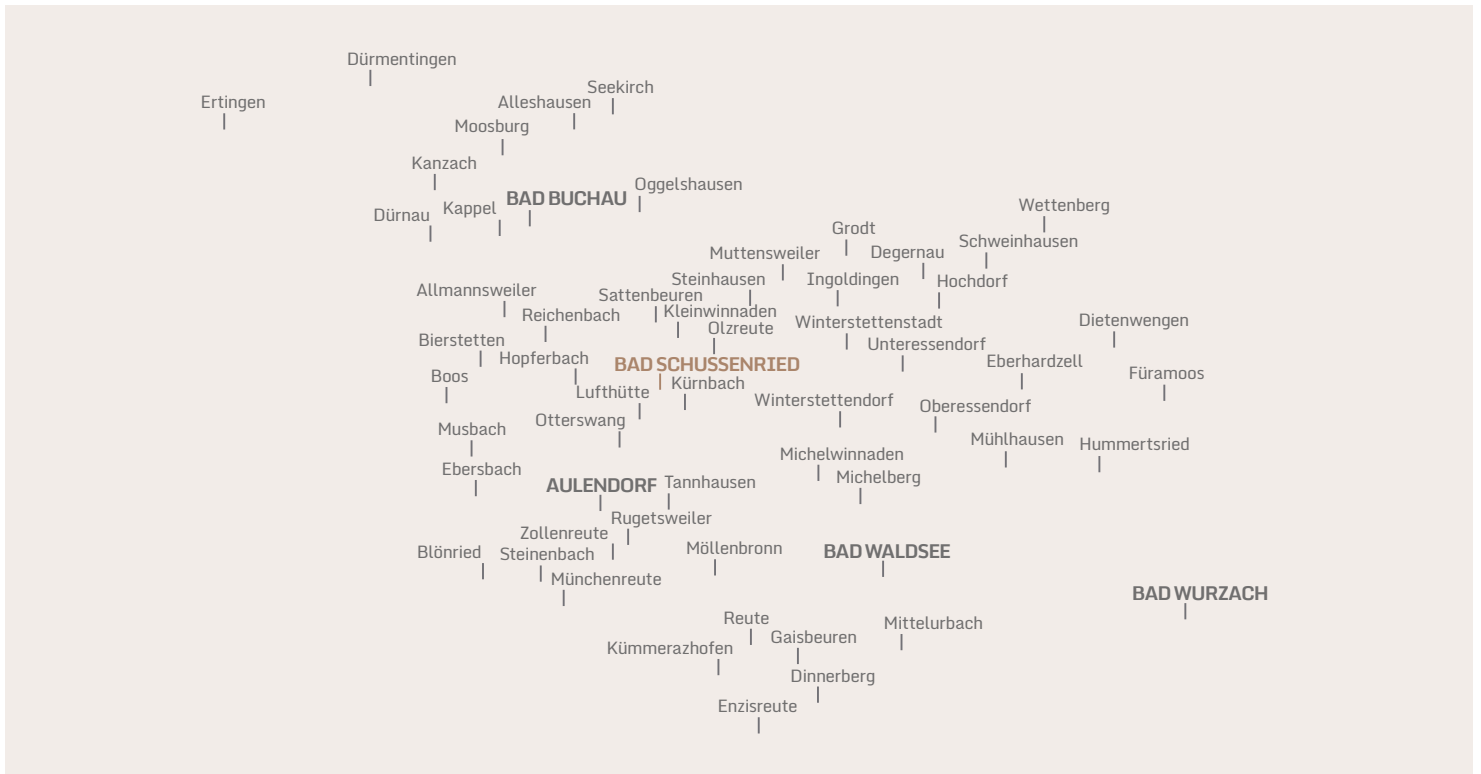 Dürmentingen
Seekirch
Ertingen
Alleshausen
Moosburg
Kanzach
Oggelshausen
BAD BUCHAU
Wettenberg
Kappel
Dürnau
Grodt
Schweinhausen
Degernau
Muttensweiler
Steinhausen
Ingoldingen
Hochdorf
Allmannsweiler
Sattenbeuren
Kleinwinnaden
Reichenbach
Dietenwengen
Winterstettenstadt
Olzreute
Bierstetten
Unteressendorf
Hopferbach
Eberhardzell
BAD SCHUSSENRIED
Füramoos
Boos
Kürnbach
Lufthütte
Winterstettendorf
Oberessendorf
Otterswang
Musbach
Mühlhausen
Hummertsried
Michelwinnaden
Ebersbach
Michelberg
Tannhausen
AULENDORF
Rugetsweiler
Zollenreute
Möllenbronn
BAD WALDSEE
Blönried
Steinenbach
Münchenreute
BAD WURZACH
Reute
Mittelurbach
Gaisbeuren
Kümmerazhofen
Dinnerberg
Enzisreute